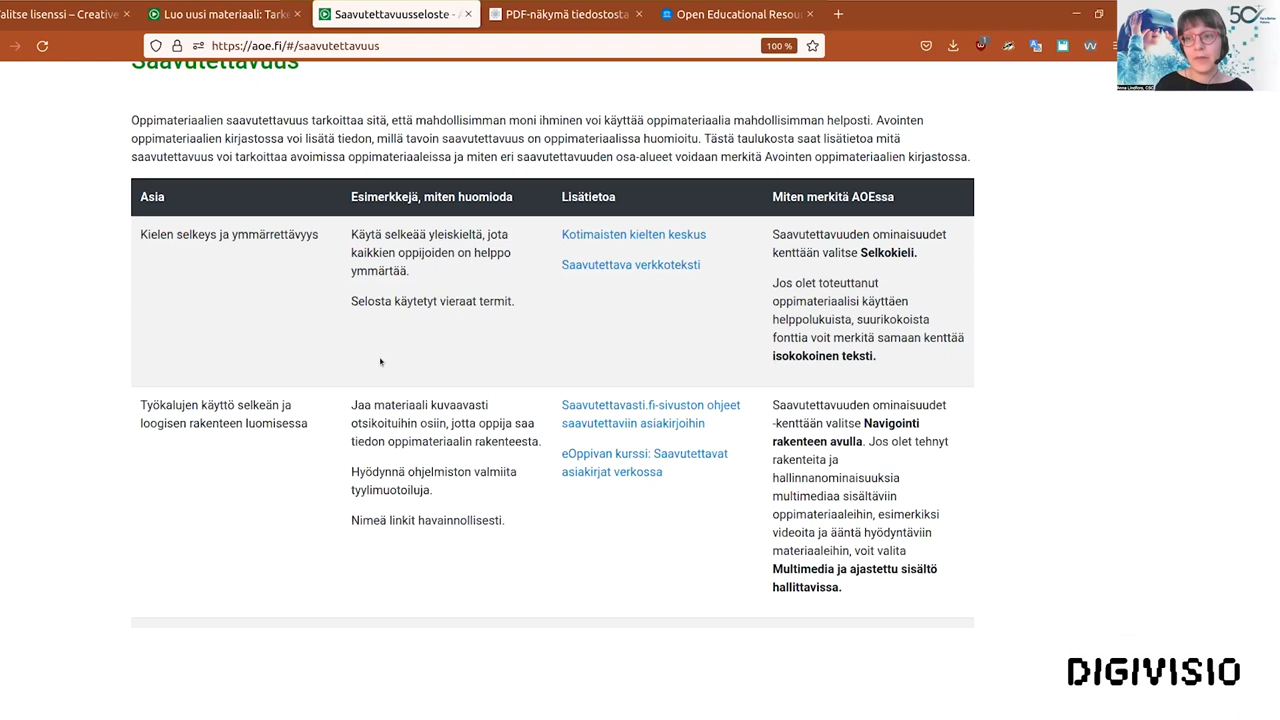 alitse lisenssi – Creative
Luo uusi materiaali: Tarke
Saavutettavuusseloste - A
PDF-näkymä tiedostosta
Open Educational Resou
https://aoe.fi/#/saavutettavuus
100 %
Saavutettavuus
Oppimateriaalien saavutettavuus tarkoittaa sitä, että mahdollisimman moni ihminen voi käyttää oppimateriaalia mahdollisimman helposti. Avointen
oppimateriaalien kirjastossa voi lisätä tiedon, millä tavoin saavutettavuus on oppimateriaalissa huomioitu. Tästä taulukosta saat lisätietoa mitä
saavutettavuus voi tarkoittaa avoimissa oppimateriaaleissa ja miten eri saavutettavuuden osa-alueet voidaan merkitä Avointen oppimateriaalien kirjastossa.
Asia
Esimerkkejä, miten huomioida
Lisätietoa
Miten merkitä AOEssa
Kielen selkeys ja ymmärrettävyys
Käytä selkeää yleiskieltä, jota
kaikkien oppijoiden on helppo
ymmärtää.
Selosta käytetyt vieraat termit.
Kotimaisten kielten keskus
Saavutettava verkkoteksti
Saavutettavuuden ominaisuudet
kenttään valitse Selkokieli.
Jos olet toteuttanut
oppimateriaalisi käyttäen
helppolukuista, suurikokoista
fonttia voit merkitä samaan kenttää
isokokoinen teksti.
Työkalujen käyttö selkeän ja
loogisen rakenteen luomisessa
Jaa materiaali kuvaavasti
otsikoituihin osiin, jotta oppija saa
tiedon oppimateriaalin rakenteesta.
Hyödynnä ohjelmiston valmiita
tyylimuotoiluja.
Nimeä linkit havainnollisesti.
Saavutettavasti.fi-sivuston ohjeet
saavutettaviin asiakirjoihin
eOppivan kurssi: Saavutettavat
asiakirjat verkossa
Saavutettavuuden ominaisuudet
-kenttään valitse Navigointi
rakenteen avulla. Jos olet tehnyt
rakenteita ja
hallinnanominaisuuksia
multimediaa sisältäviin
oppimateriaaleihin, esimerkiksi
videoita ja ääntä hyödyntäviin
materiaaleihin, voit valita
Multimedia ja ajastettu sisältö
hallittavissa.
DIGIVISIO